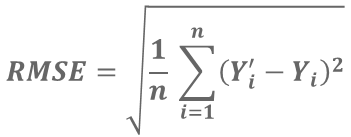 RMSE = √(1/n ∑_{i=1}^{n} (Y′_i − Y_i)²)